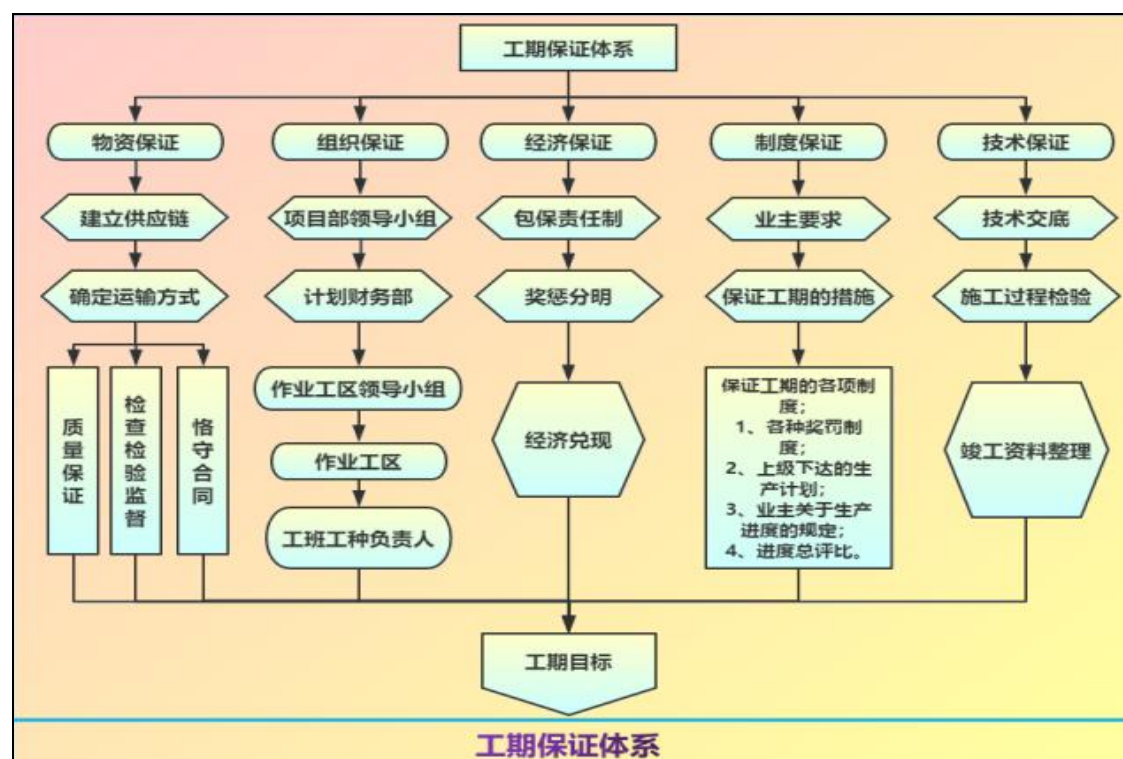 工期保证体系
物资保证
组织保证
经济保证
制度保证
技术保证
建立供应链
项目部领导小组
包保责任制
业主要求
技术交底
确定运输方式
计划财务部
奖惩分明
保证工期的措施
施工过程检验
质量保证
检查检验监督
恪守合同
作业工区领导小组
作业工区
工班工种负责人
经济兑现
保证工期的各项制
度；
1、各种奖罚制
度；
2、上级下达的生
产计划；
3、业主关于生产
进度的规定；
4、进度总评比。
竣工资料整理
工期目标
工期保证体系